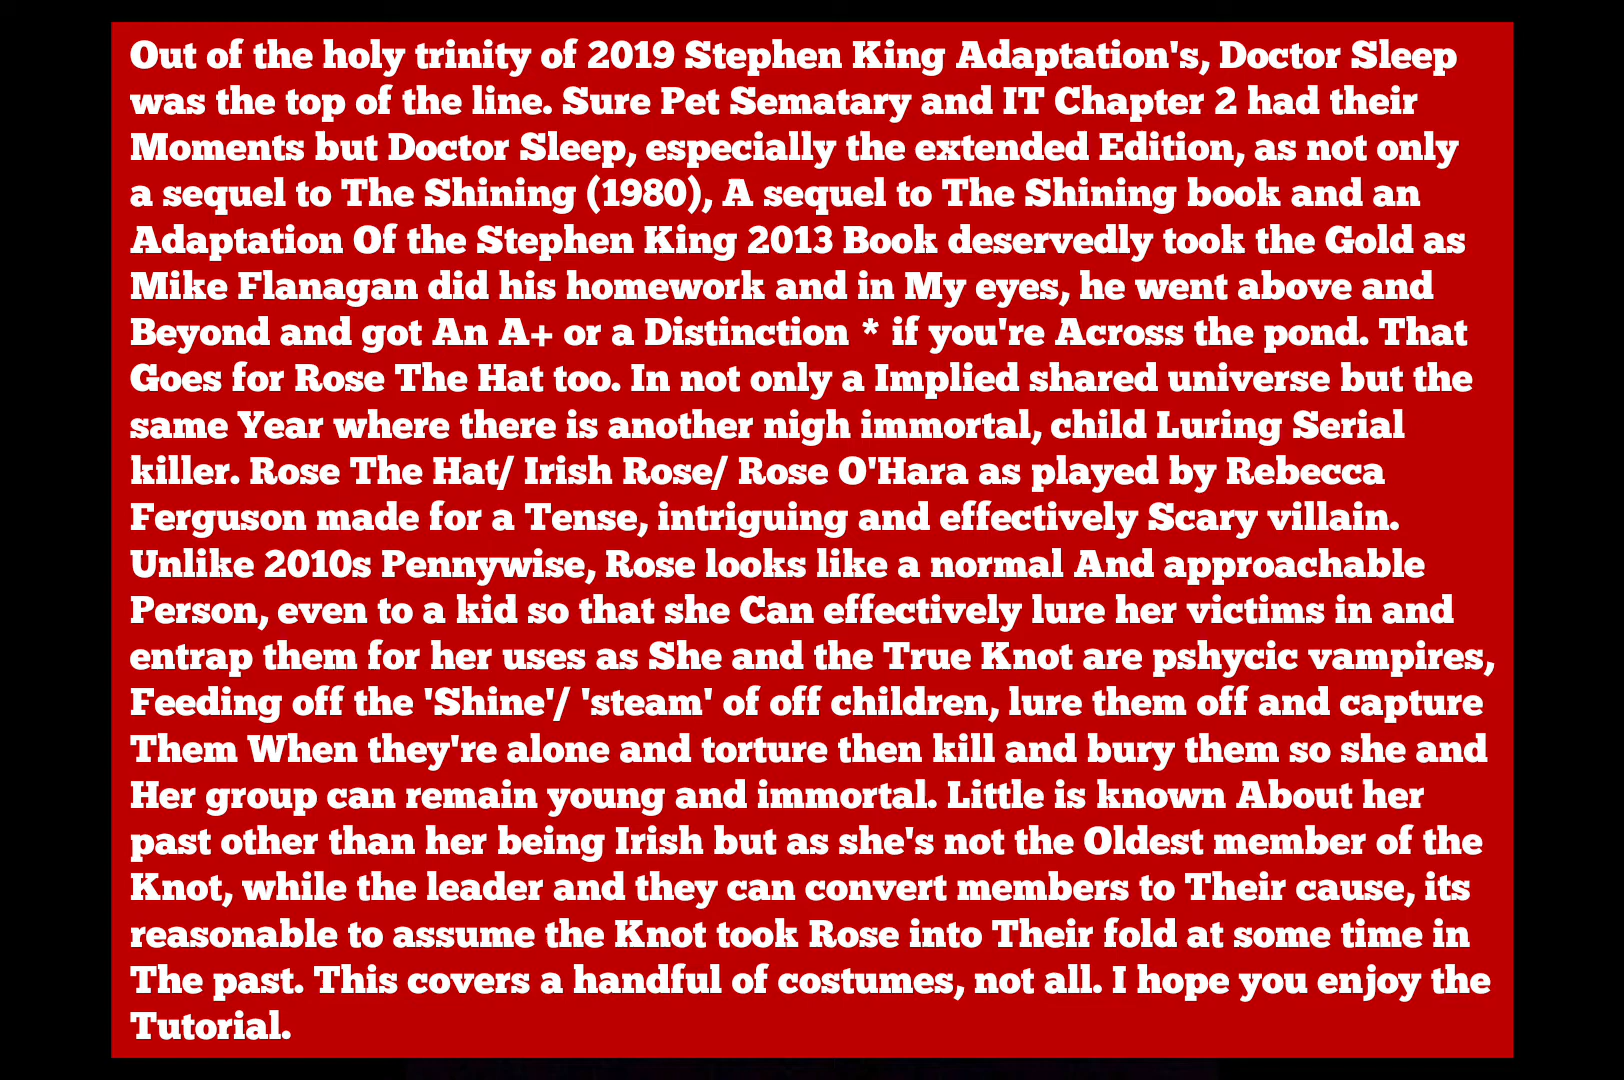 Out of the holy trinity of 2019 Stephen King Adaptation's, Doctor Sleep
was the top of the line. Sure Pet Sematary and IT Chapter 2 had their
Moments but Doctor Sleep, especially the extended Edition, as not only
a sequel to The Shining (1980), A sequel to The Shining book and an
Adaptation Of the Stephen King 2013 Book deservedly took the Gold as
Mike Flanagan did his homework and in My eyes, he went above and
Beyond and got An A+ or a Distinction * if you're Across the pond. That
Goes for Rose The Hat too. In not only a Implied shared universe but the
same Year where there is another nigh immortal, child Luring Serial
killer. Rose The Hat/ Irish Rose/ Rose O'Hara as played by Rebecca
Ferguson made for a Tense, intriguing and effectively Scary villain.
Unlike 2010s Pennywise, Rose looks like a normal And approachable
Person, even to a kid so that she Can effectively lure her victims in and
entrap them for her uses as She and the True Knot are pshycic vampires,
Feeding off the 'Shine'/ 'steam' of off children, lure them off and capture
Them When they're alone and torture then kill and bury them so she and
Her group can remain young and immortal. Little is known About her
past other than her being Irish but as she's not the Oldest member of the
Knot, while the leader and they can convert members to Their cause, its
reasonable to assume the Knot took Rose into Their fold at some time in
The past. This covers a handful of costumes, not all. I hope you enjoy the
Tutorial.